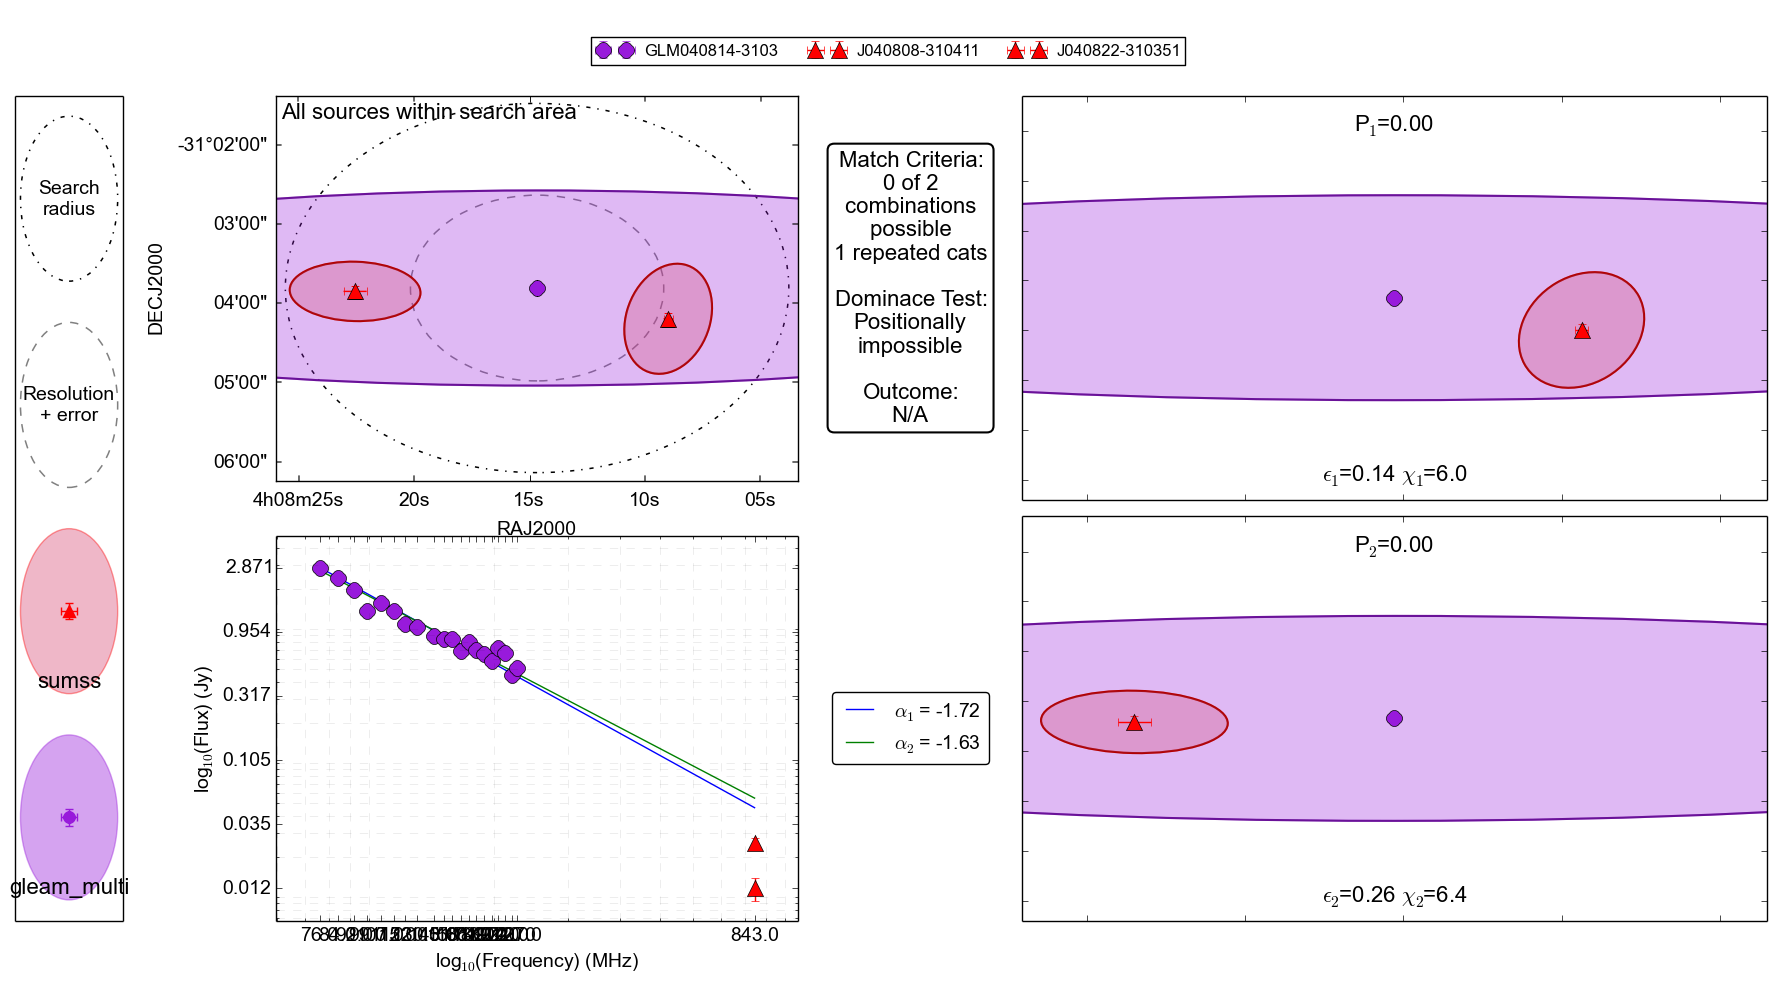 GLM040814-3103 J040808-310411 J040822-310351
Search
radius
Resolution
+ error
sumss
gleam_multi
All sources within search area
DECJ2000
-31°02'00"
03'00"
04'00"
05'00"
06'00"
4h08m25s 20s 15s 10s 05s
RAJ2000
Match Criteria:
0 of 2
combinations
possible
1 repeated cats
Dominace Test:
Positionally
impossible
Outcome:
N/A
P1=0.00
ϵ1=0.14 χ1=6.0
P2=0.00
ϵ2=0.26 χ2=6.4
log10(Flux) (Jy)
2.871
0.954
0.317
0.105
0.035
0.012
843.0
log10(Frequency) (MHz)
α1 = -1.72
α2 = -1.63